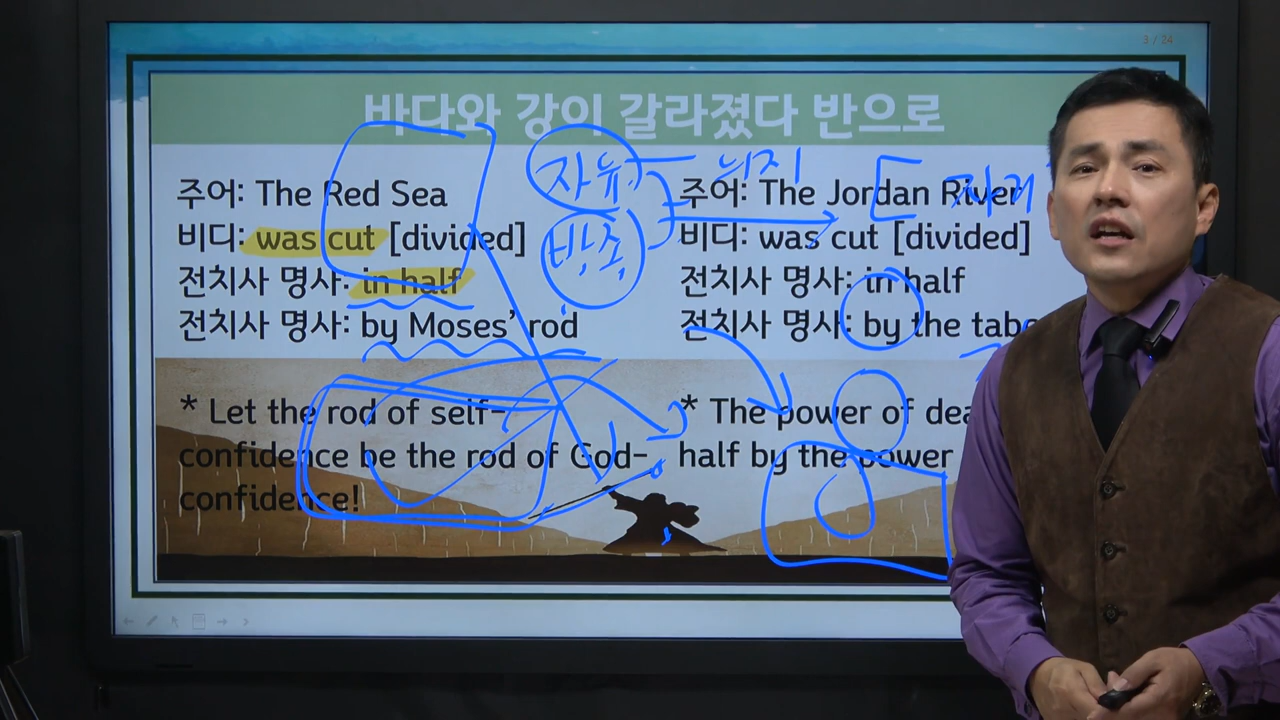 3 / 24
바다와 강이 갈라졌다 반으로
주어: The Red Sea
비디: was cut [divided]
전치사 명사: in half
전치사 명사: by Moses’ rod
* Let the rod of self-
confidence be the rod of God-
confidence!
자유
방종
주어: The Jordan River
비디: was cut [divided]
전치사 명사: in half
전치사 명사: by the
* The power of
half by the power